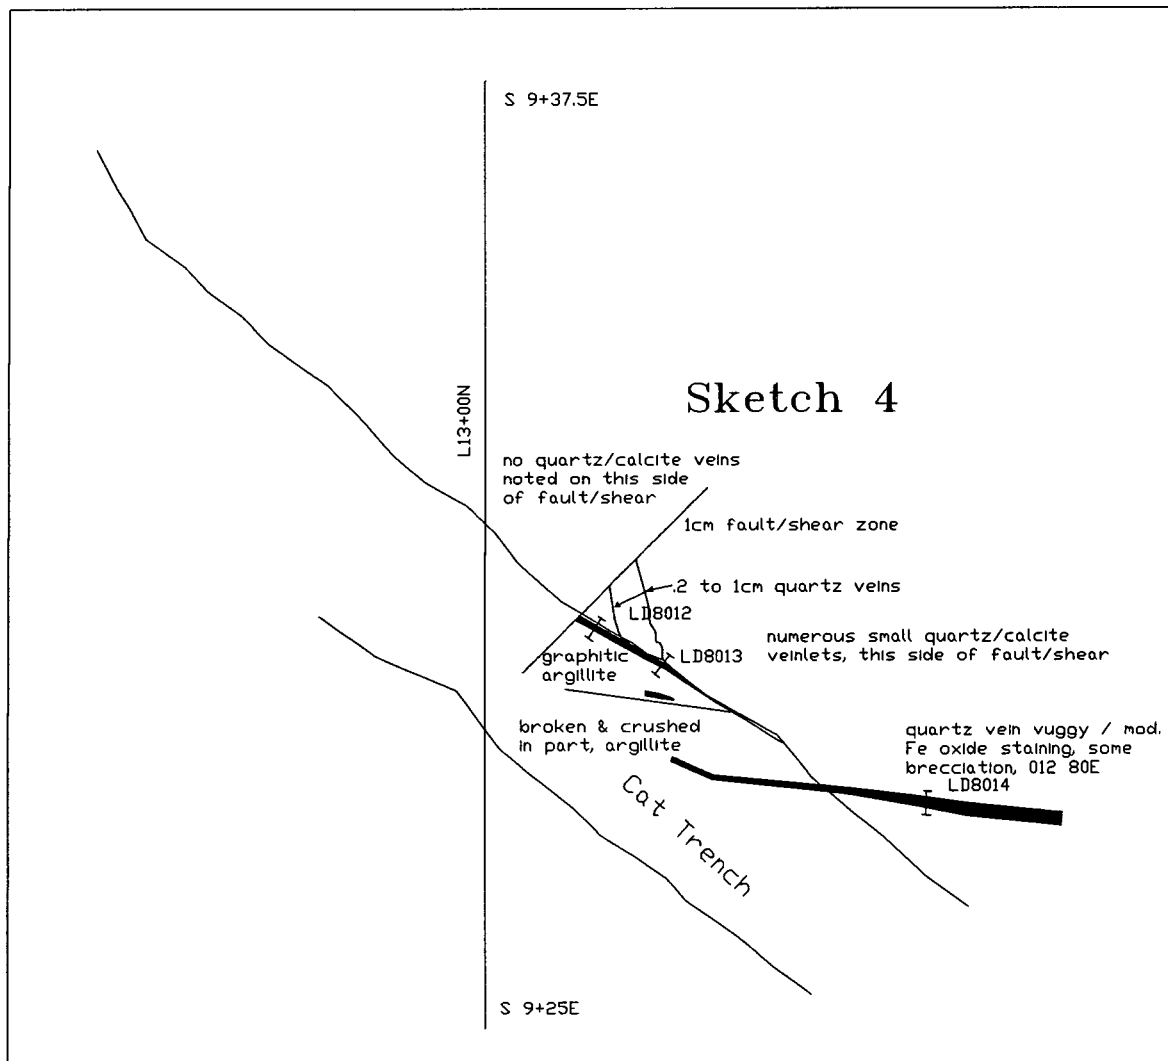 S 9+37.5E
L13+00N
Sketch 4
no quartz/calcite veins
noted on this side
of fault/shear
1cm fault/shear zone
.2 to 1cm quartz veins
LD8012
numerous small quartz/calcite
veinlets, this side of fault/shear
LD8013
graphitic
argillite
broken & crushed
in part, argillite
quartz vein vuggy / mod.
Fe oxide staining, some
brecciation, 012 80E
LD8014
Cat Trench
S 9+25E